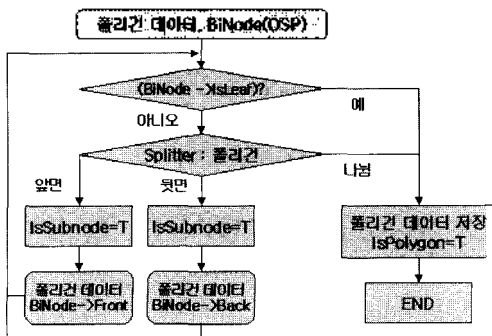 폴리건 데이터, BiNode(OSP)
(BiNode ->IsLeaf)?
예
아니오
Splitter : 폴리건
나뉨
앞면
뒷면
IsSubnode=T
IsSubnode=T
폴리건 데이터 저장
IsPolygon=T
폴리건 데이터
BiNode->Front
폴리건 데이터
BiNode->Back
END